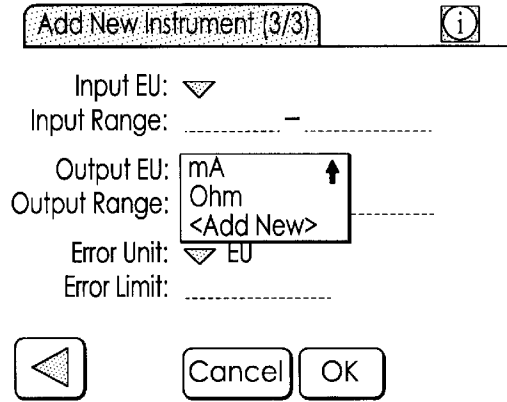 Add New Instrument (3/3) i
Input EU:
Input Range: –
Output EU: mA
Output Range: Ohm
<Add New>
Error Unit: EU
Error Limit:
Cancel OK